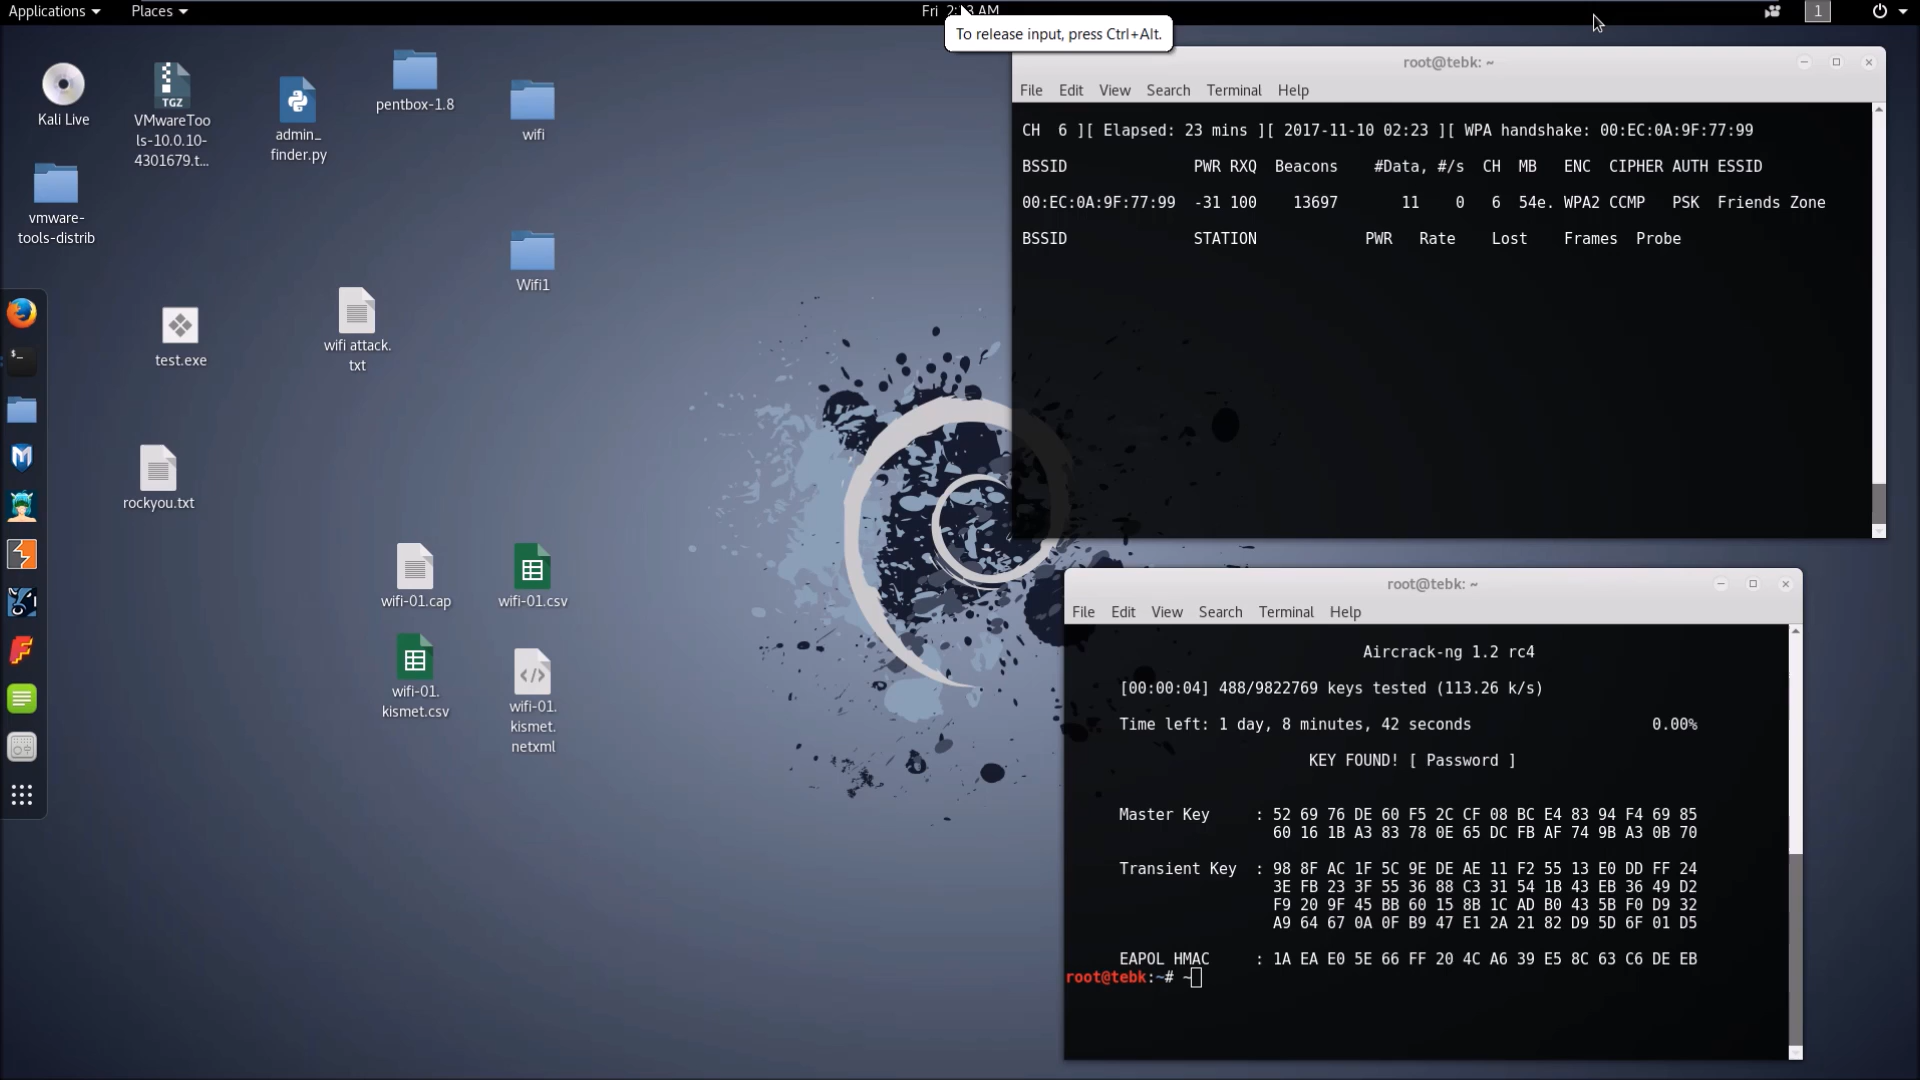 Applications
Places
Fri 2:23 AM
1
To release input, press Ctrl+Alt.
Kali Live
TGZ
VMwareToo
ls-10.0.10-
4301679.t...
admin_
finder.py
pentbox-1.8
wifi
vmware-
tools-distrib
Wifi1
test.exe
wifi attack.
txt
rockyou.txt
wifi-01.cap
wifi-01.csv
wifi-01.
kismet.csv
wifi-01.
kismet.
netxml
root@tebk: ~
File Edit View Search Terminal Help
CH 6 ][ Elapsed: 23 mins ][ 2017-11-10 02:23 ][ WPA handshake: 00:EC:0A:9F:77:99
BSSID PWR RXQ Beacons #Data, #/s CH MB ENC CIPHER AUTH ESSID
00:EC:0A:9F:77:99 -31 100 13697 11 0 6 54e. WPA2 CCMP PSK Friends Zone
BSSID STATION PWR Rate Lost Frames Probe
root@tebk: ~
File Edit View Search Terminal Help
Aircrack-ng 1.2 rc4
[00:00:04] 488/9822769 keys tested (113.26 k/s)
Time left: 1 day, 8 minutes, 42 seconds 0.00%
KEY FOUND! [ Password ]
Master Key : 52 69 76 DE 60 F5 2C CF 08 BC E4 83 94 F4 69 85
60 16 1B A3 83 78 0E 65 DC FB AF 74 9B A3 0B 70
Transient Key : 98 8F AC 1F 5C 9E DE AE 11 F2 55 13 E0 DD FF 24
3E FB 23 3F 55 36 88 C3 31 54 1B 43 EB 36 49 D2
F9 20 9F 45 BB 60 15 8B 1C AD B0 43 5B F0 D9 32
A9 64 67 0A 0F B9 47 E1 2A 21 82 D9 5D 6F 01 D5
EAPOL HMAC : 1A EA E0 5E 66 FF 20 4C A6 39 E5 8C 63 C6 DE EB
root@tebk:~# ~